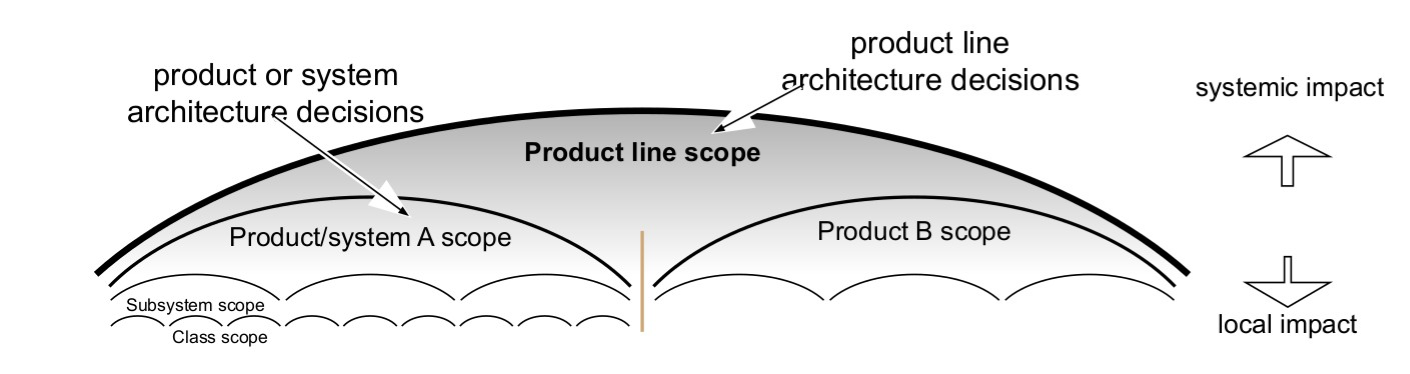 product line
architecture decisions
product or system
architecture decisions
systemic impact
Product line scope
Product/system A scope
Product B scope
Subsystem scope
Class scope
local impact